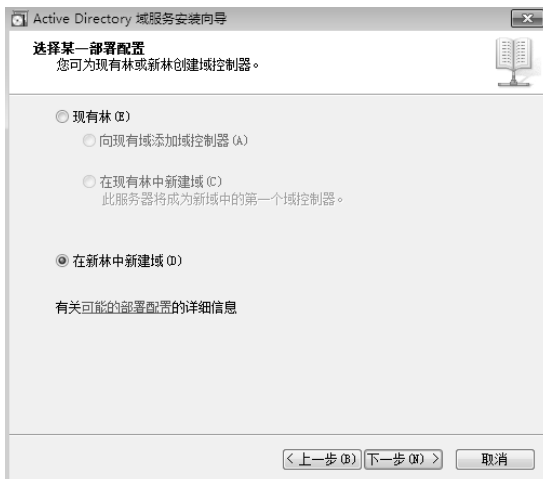 Active Directory 域服务安装向导
选择某一部署配置
您可为现有林或新林创建域控制器。
现有林(E)
向现有域添加域控制器(A)
在现有林中新建域(C)
此服务器将成为新域中的第一个域控制器。
在新林中新建域(D)
有关可能的部署配置的详细信息
< 上一步(B) 下一步(N) > 取消